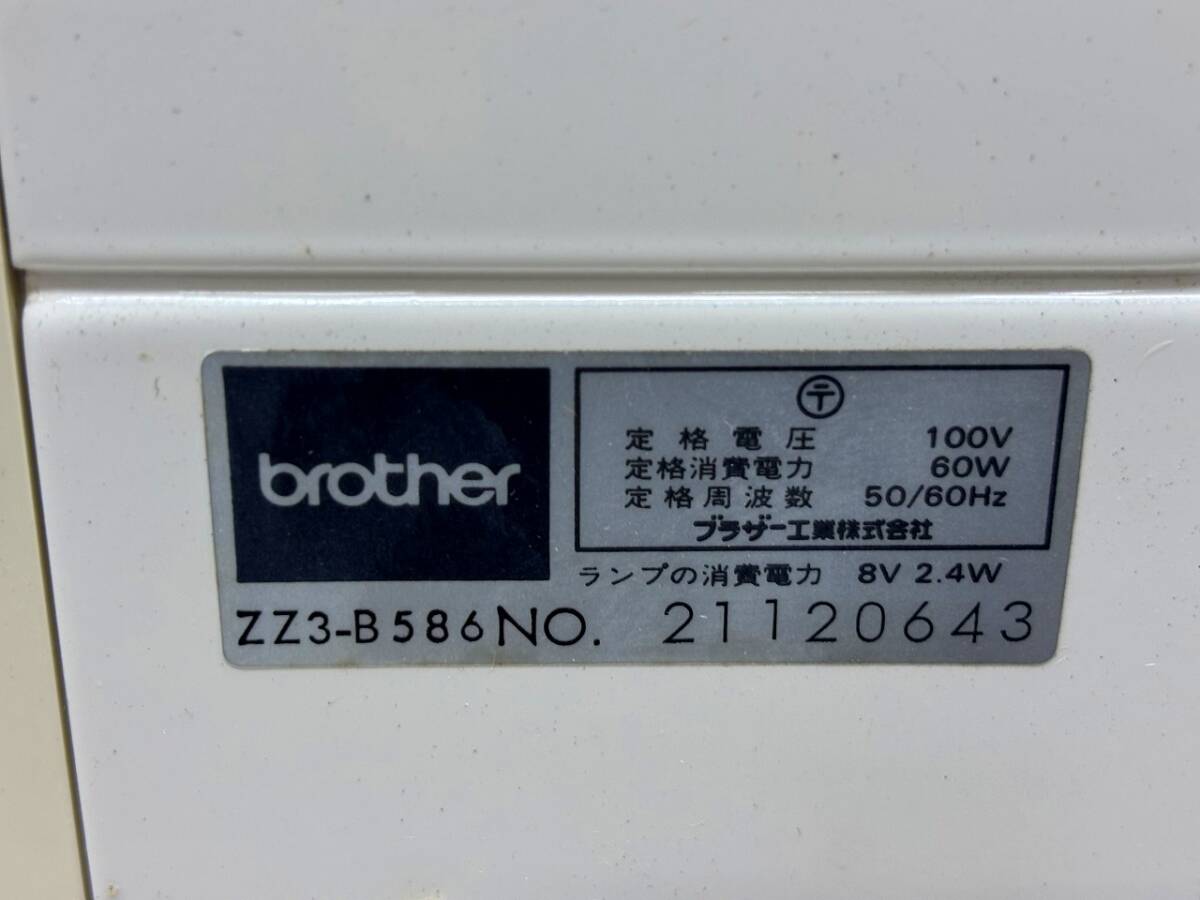 brother
〒
定格電圧 100V
定格消費電力 60W
定格周波数 50/60Hz
ブラザー工業株式会社
ランプの消費電力 8V 2.4W
ZZ3-B586 NO. 21120643